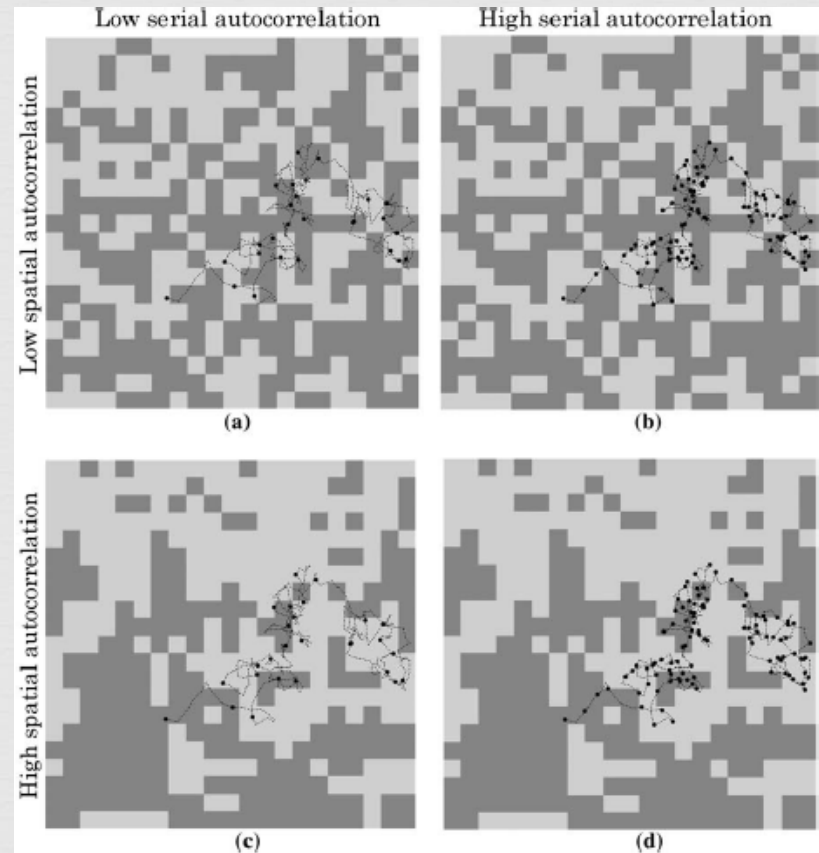 Low serial autocorrelation
High serial autocorrelation
Low spatial autocorrelation
(a)
(b)
High spatial autocorrelation
(c)
(d)